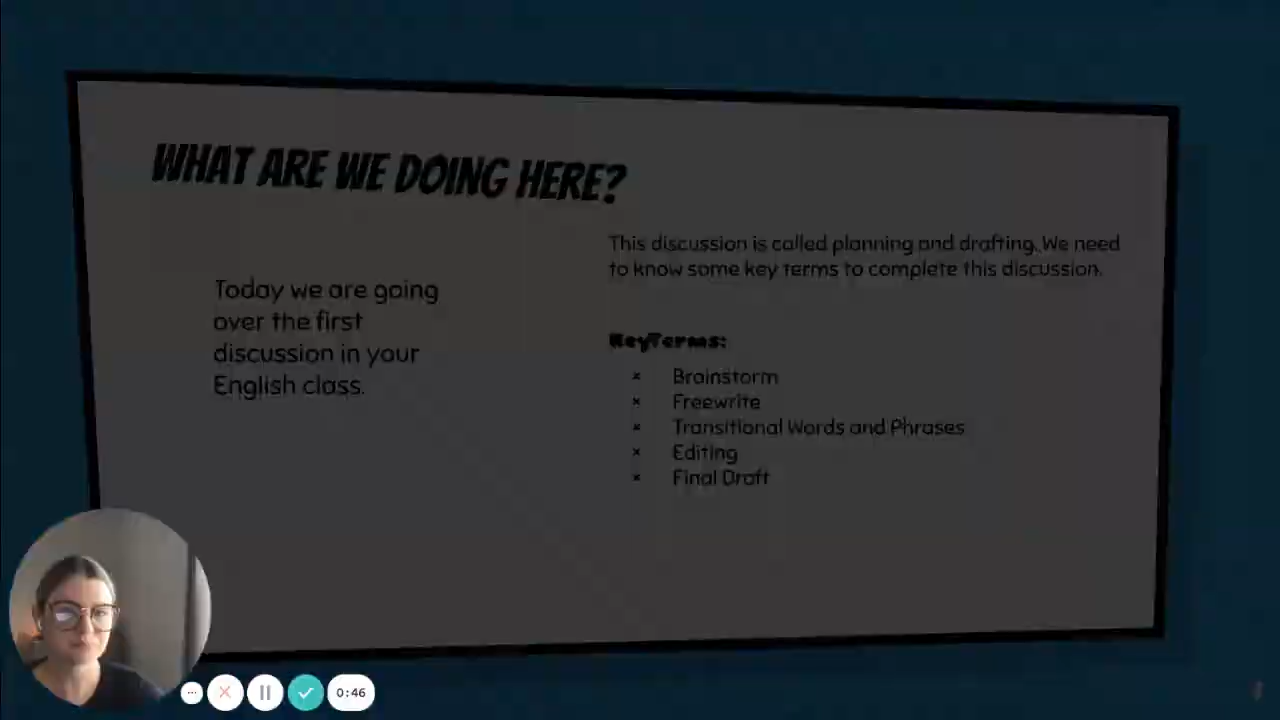 WHAT ARE WE DOING HERE?
Today we are going
over the first
discussion in your
English class.
This discussion is called planning and drafting. We need
to know some key terms to complete this discussion.
KeyTerms:
× Brainstorm
× Freewrite
× Transitional Words and Phrases
× Editing
× Final Draft
0:46